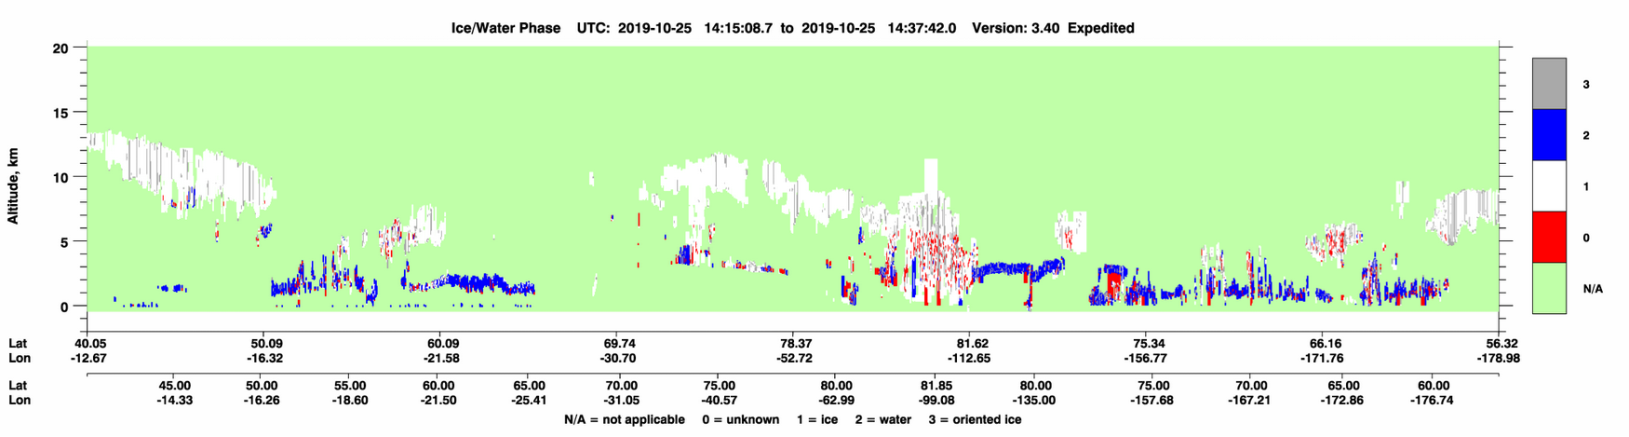 Ice/Water Phase UTC: 2019-10-25 14:15:08.7 to 2019-10-25 14:37:42.0 Version: 3.40 Expedited
Altitude, km
20
15
10
5
0
3
2
1
0
N/A
Lat 40.05 50.09 60.09 69.74 78.37 81.62 75.34 66.16 56.32
Lon -12.67 -16.32 -21.58 -30.70 -52.72 -112.65 -156.77 -171.76 -178.98
Lat 45.00 50.00 55.00 60.00 65.00 70.00 75.00 80.00 81.85 80.00 75.00 70.00 65.00 60.00
Lon -14.33 -16.26 -18.60 -21.50 -25.41 -31.05 -40.57 -62.99 -99.08 -135.00 -157.68 -167.21 -172.86 -176.74
N/A = not applicable 0 = unknown 1 = ice 2 = water 3 = oriented ice